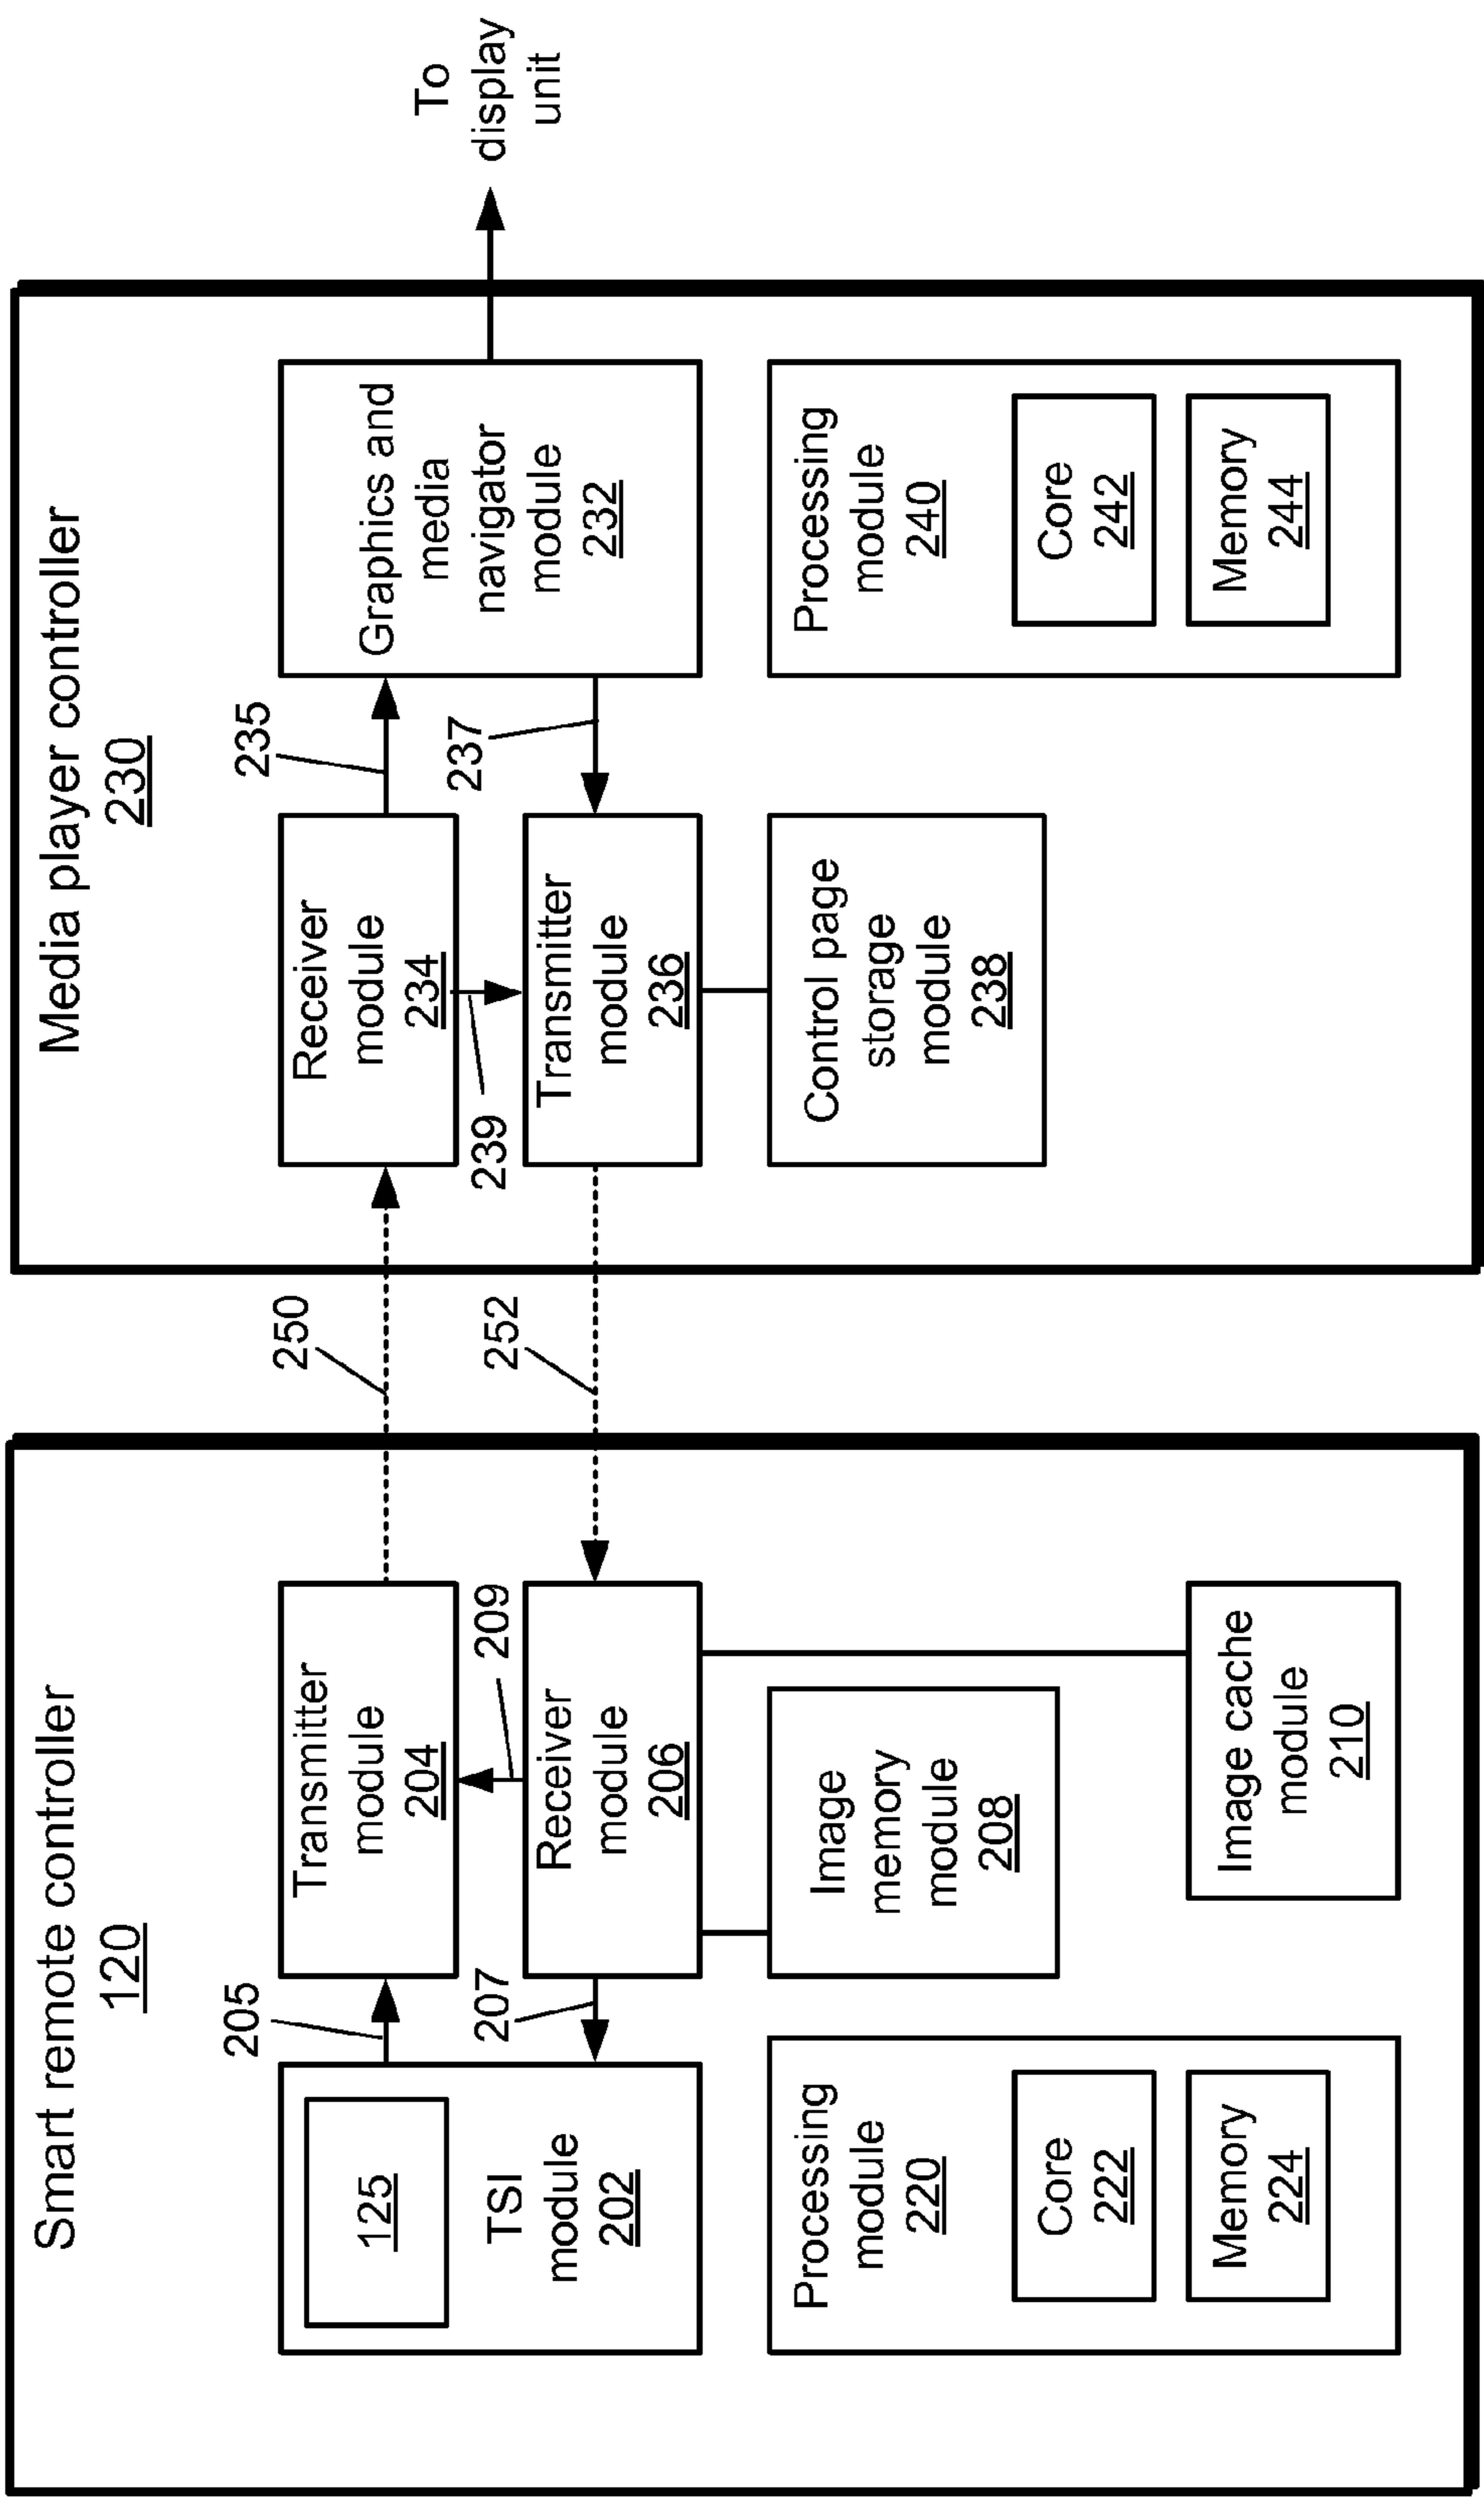 Smart remote controller
120
205
125
TSI
module
202
207
Transmitter
module
204
209
Receiver
module
206
Image
memory
module
208
Image cache
module
210
Processing
module
220
Core
222
Memory
224
250
252
Media player controller
230
Receiver
module
234
239
Transmitter
module
236
Control page
storage
module
238
235
237
Graphics and
media
navigator
module
232
Processing
module
240
Core
242
Memory
244
To
display
unit